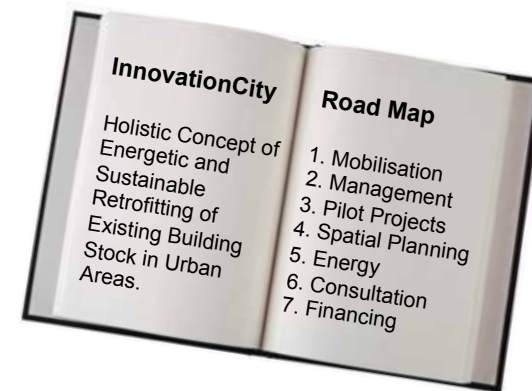 InnovationCity
Holistic Concept of
Energetic and
Sustainable
Retrofitting of
Existing Building
Stock in Urban
Areas.
Road Map
1. Mobilisation
2. Management
3. Pilot Projects
4. Spatial Planning
5. Energy
6. Consultation
7. Financing